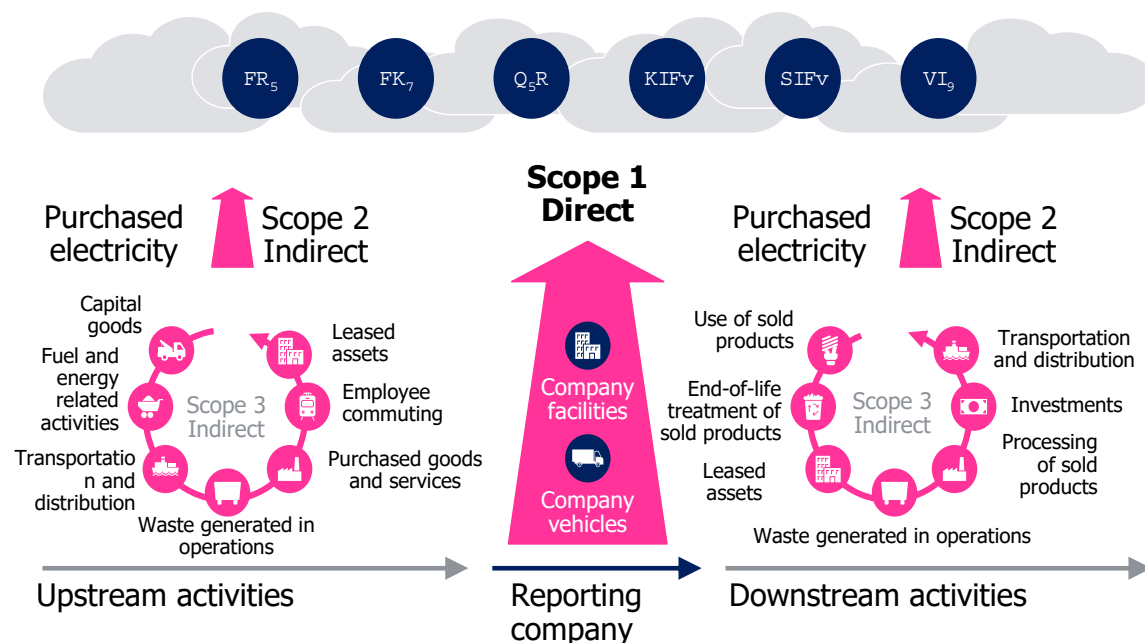 FR₅ FK₇ Q₅R KIFv SIFv VI₉
Scope 1
Direct
Purchased
electricity
Scope 2
Indirect
Purchased
electricity
Scope 2
Indirect
Capital
goods
Fuel and
energy
related
activities
Transportatio
n and
distribution
Waste generated in
operations
Scope 3
Indirect
Leased
assets
Employee
commuting
Purchased goods
and services
Company
facilities
Company
vehicles
Use of sold
products
End-of-life
treatment of
sold products
Leased
assets
Waste generated in operations
Scope 3
Indirect
Transportation
and distribution
Investments
Processing
of sold
products
Upstream activities
Reporting
company
Downstream activities